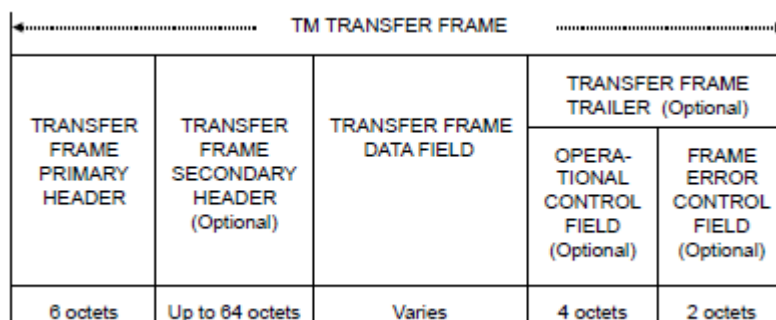 TM TRANSFER FRAME
TRANSFER
FRAME
PRIMARY
HEADER
TRANSFER
FRAME
SECONDARY
HEADER
(Optional)
TRANSFER FRAME
DATA FIELD
TRANSFER FRAME
TRAILER (Optional)
OPERA-
TIONAL
CONTROL
FIELD
(Optional)
FRAME
ERROR
CONTROL
FIELD
(Optional)
6 octets
Up to 64 octets
Varies
4 octets
2 octets